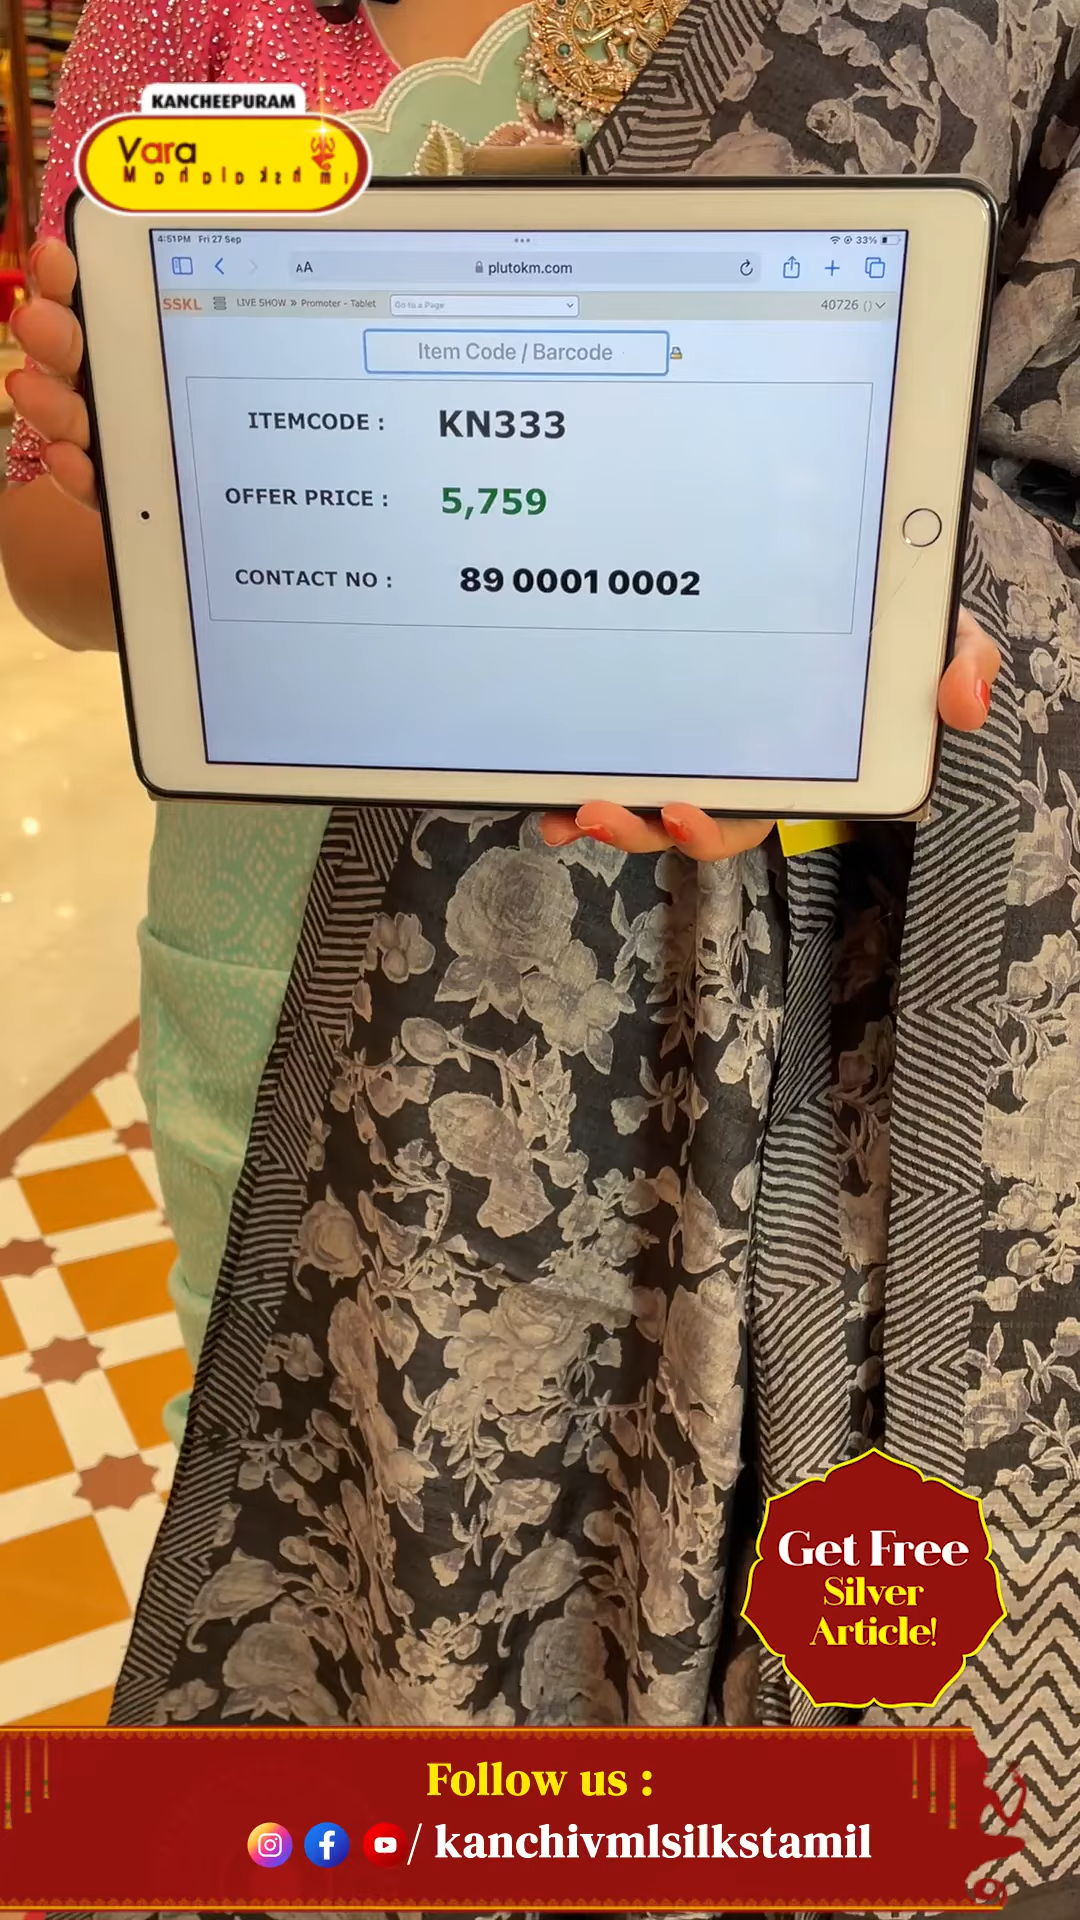 KANCHEEPURAM
Vara
Mahalakshmi
4:51PM Fri 27 Sep
33%
AA
plutokm.com
SSKL
LIVE SHOW » Promoter - Tablet
Go to a Page
40726 ()
Item Code / Barcode
ITEMCODE : KN333
OFFER PRICE : 5,759
CONTACT NO : 89 0001 0002
Get Free
Silver
Article!
Follow us :
/ kanchivmlsilkstamil